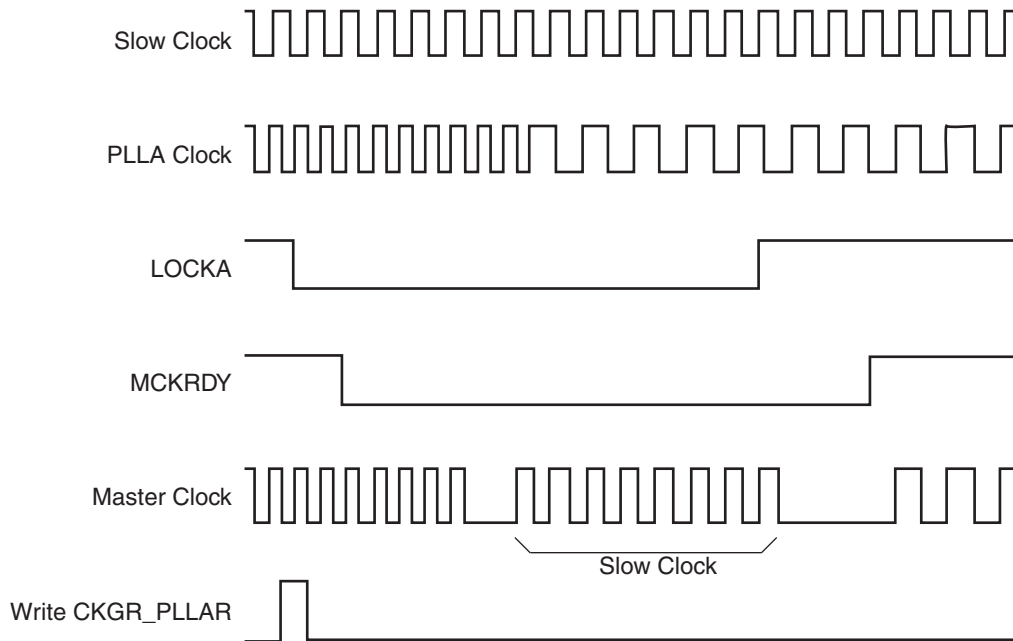 Slow Clock
PLLA Clock
LOCKA
MCKRDY
Master Clock
Slow Clock
Write CKGR_PLLAR